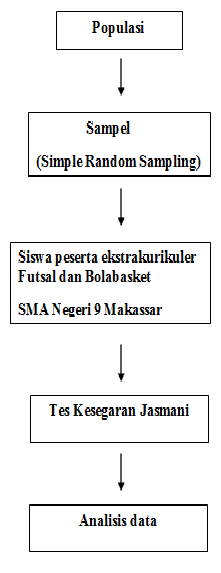 Populasi
Sampel
(Simple Random Sampling)
Siswa peserta ekstrakurikuler
Futsal dan Bolabasket
SMA Negeri 9 Makassar
Tes Kesegaran Jasmani
Analisis data